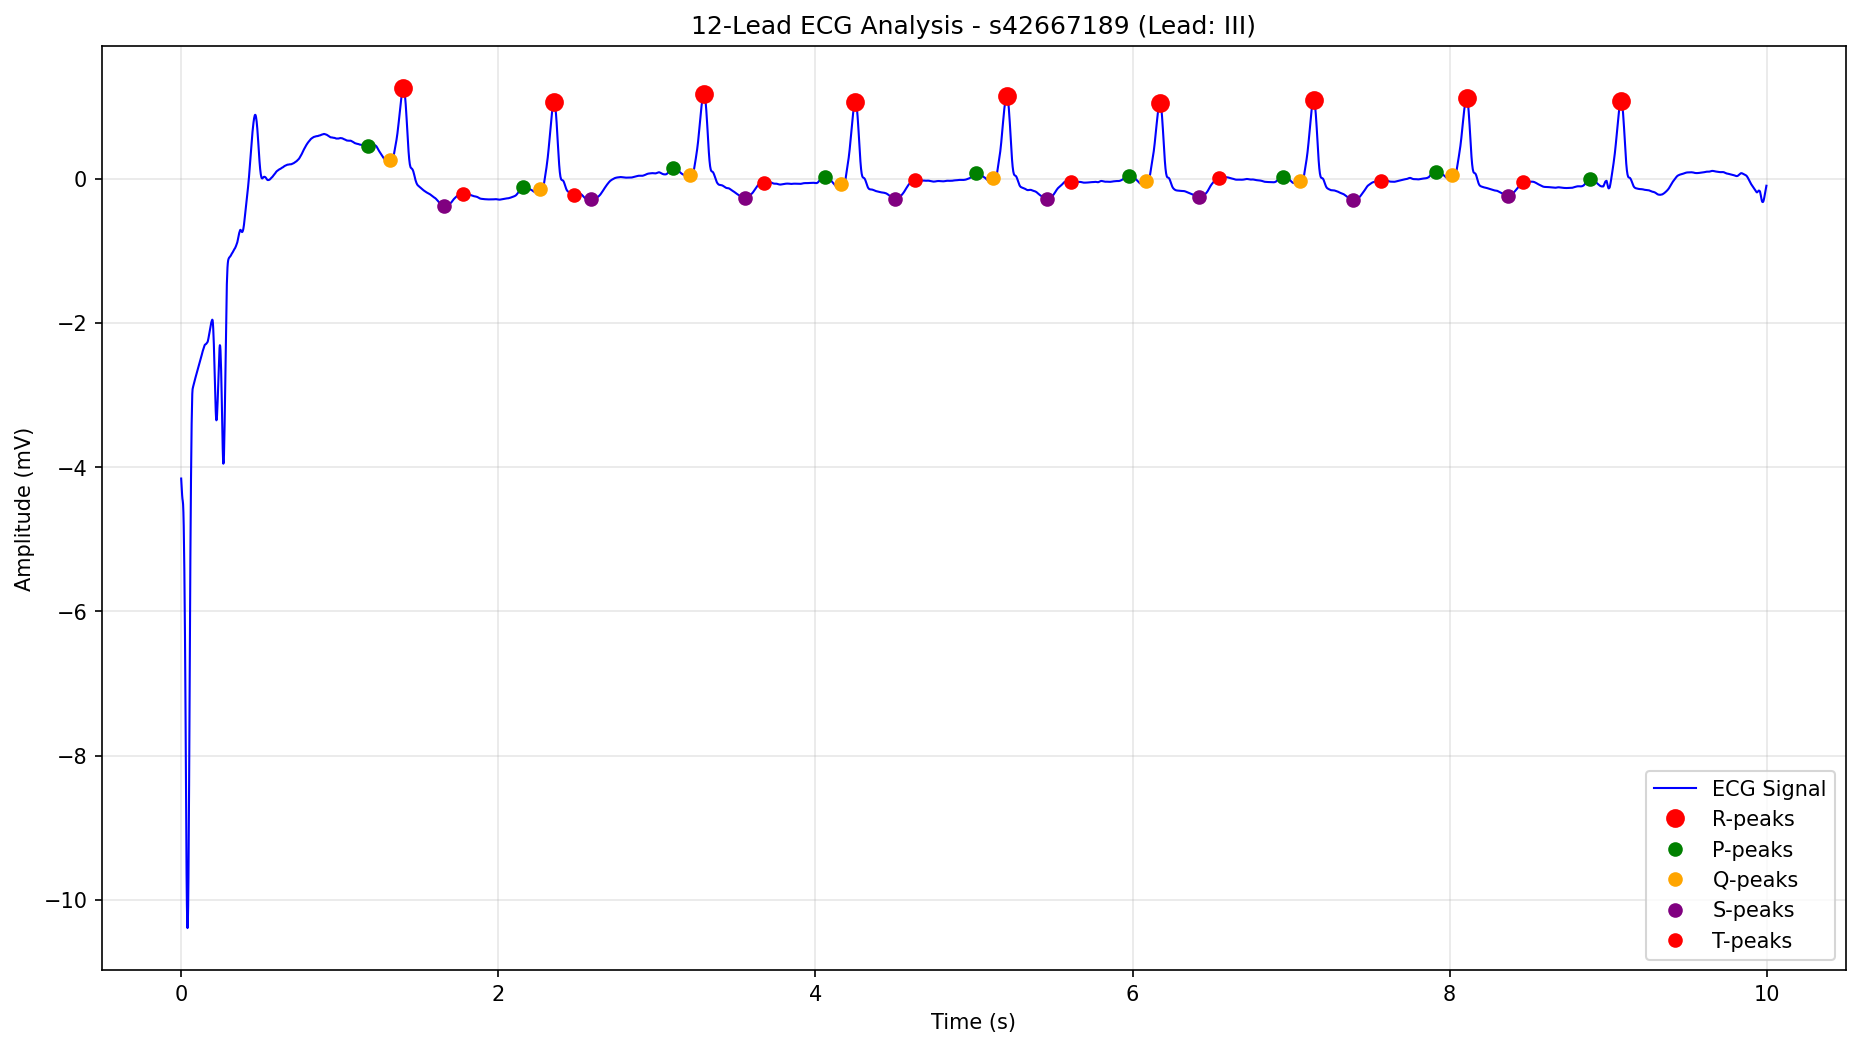 12-Lead ECG Analysis - s42667189 (Lead: III)
Amplitude (mV)
0
−2
−4
−6
−8
−10
0
2
4
6
8
10
Time (s)
ECG Signal
R-peaks
P-peaks
Q-peaks
S-peaks
T-peaks